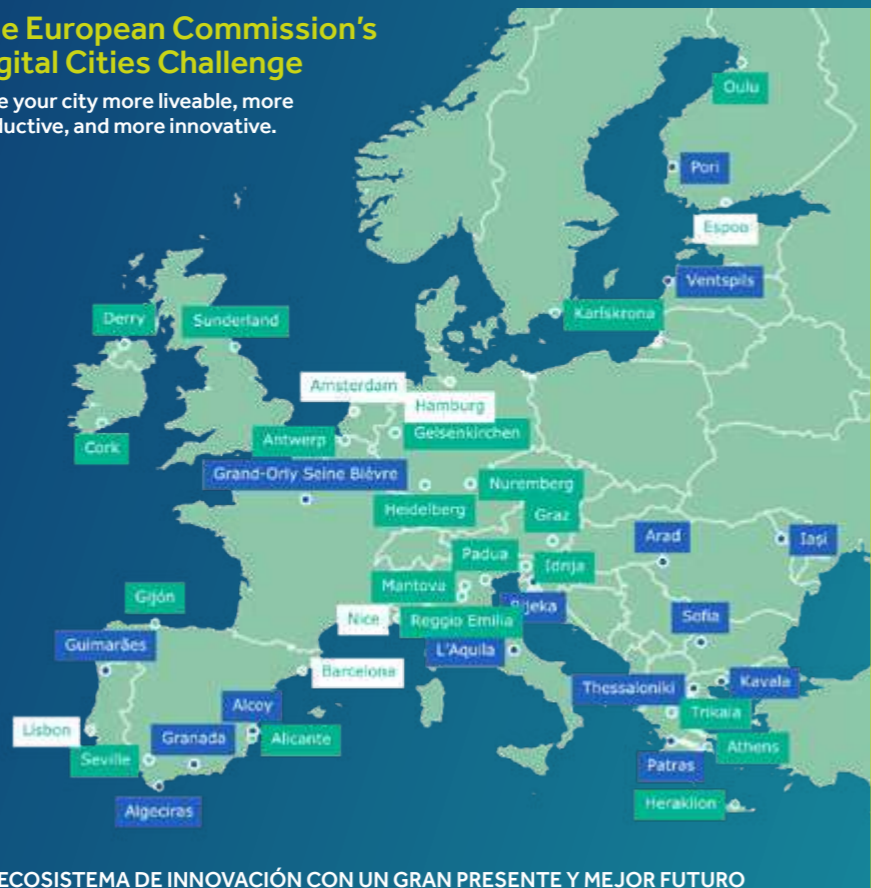 e European Commission's
gital Cities Challenge
e your city more liveable, more
ductive, and more innovative.
Oulu
Pori
Espoo
Ventspils
Karlskrona
Derry
Sunderland
Amsterdam
Hamburg
Cork
Antwerp
Gelsenkirchen
Grand-Orly Seine Bièvre
Nuremberg
Heidelberg
Graz
Arad
Iaşi
Padua
Idrija
Mantova
Gijón
Nice
Reggio Emilia
Rijeka
Sofia
Guimarães
L'Aquila
Barcelona
Thessaloniki
Kavala
Alcoy
Trikala
Lisbon
Granada
Alicante
Athens
Seville
Patras
Algeciras
Heraklion
ECOSISTEMA DE INNOVACIÓN CON UN GRAN PRESENTE Y MEJOR FUTURO